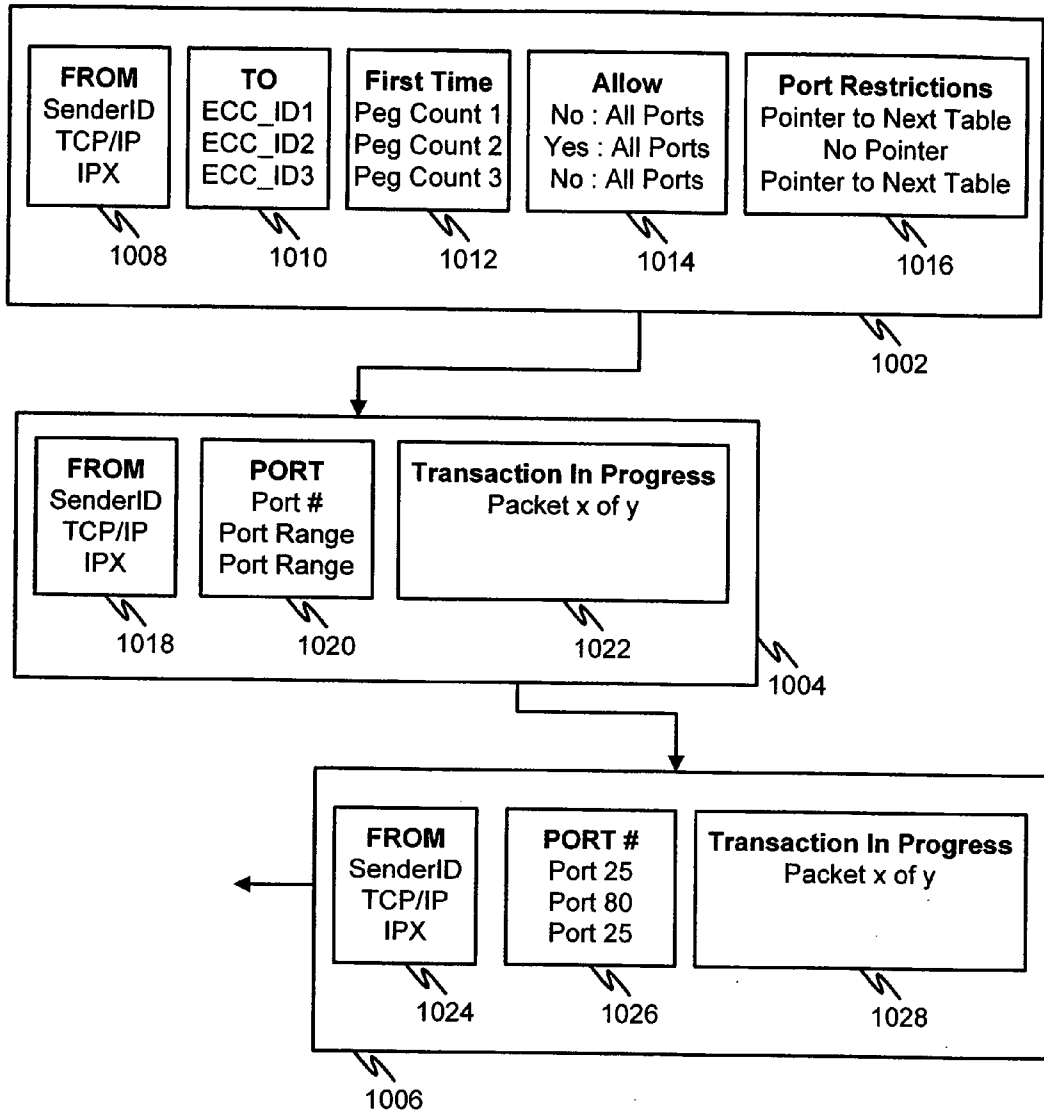 FROM
SenderID
TCP/IP
IPX
1008
TO
ECC_ID1
ECC_ID2
ECC_ID3
1010
First Time
Peg Count 1
Peg Count 2
Peg Count 3
1012
Allow
No : All Ports
Yes : All Ports
No : All Ports
1014
Port Restrictions
Pointer to Next Table
No Pointer
Pointer to Next Table
1016
1002
FROM
SenderID
TCP/IP
IPX
1018
PORT
Port #
Port Range
Port Range
1020
Transaction In Progress
Packet x of y
1022
1004
FROM
SenderID
TCP/IP
IPX
1024
PORT #
Port 25
Port 80
Port 25
1026
Transaction In Progress
Packet x of y
1028
1006